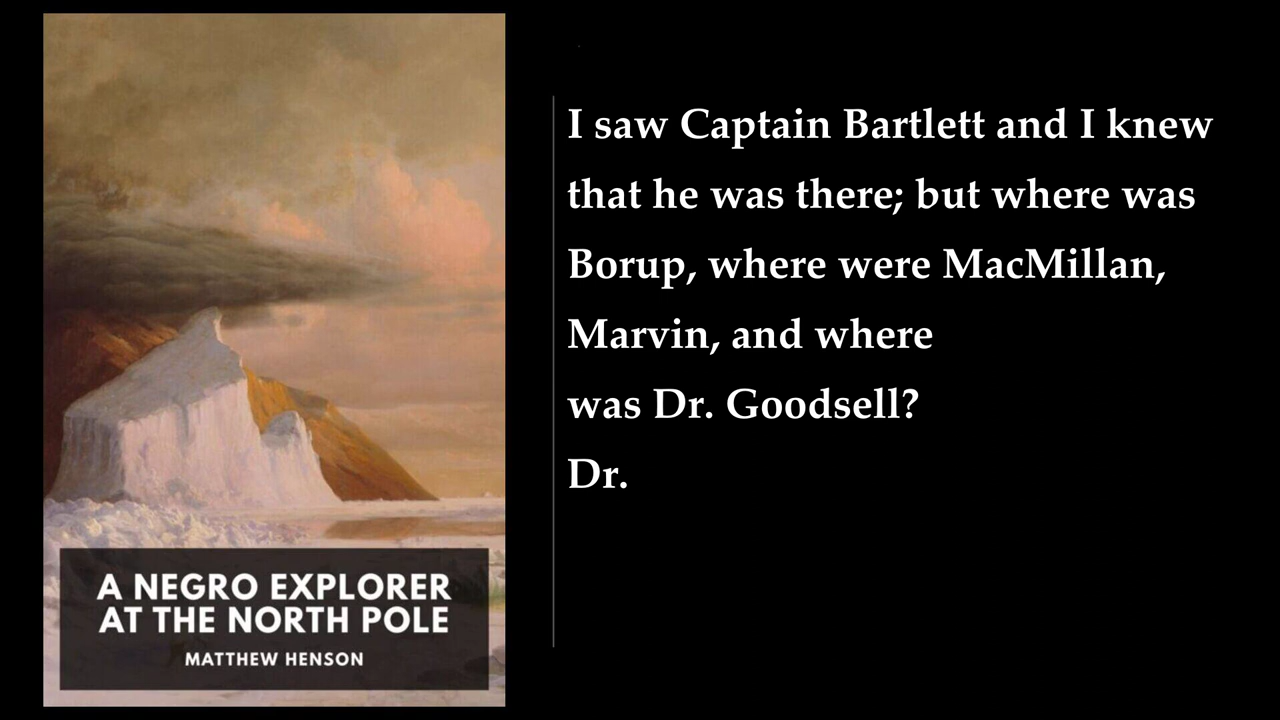 A NEGRO EXPLORER
AT THE NORTH POLE
MATTHEW HENSON
I saw Captain Bartlett and I knew
that he was there; but where was
Borup, where were MacMillan,
Marvin, and where
was Dr. Goodsell?
Dr.